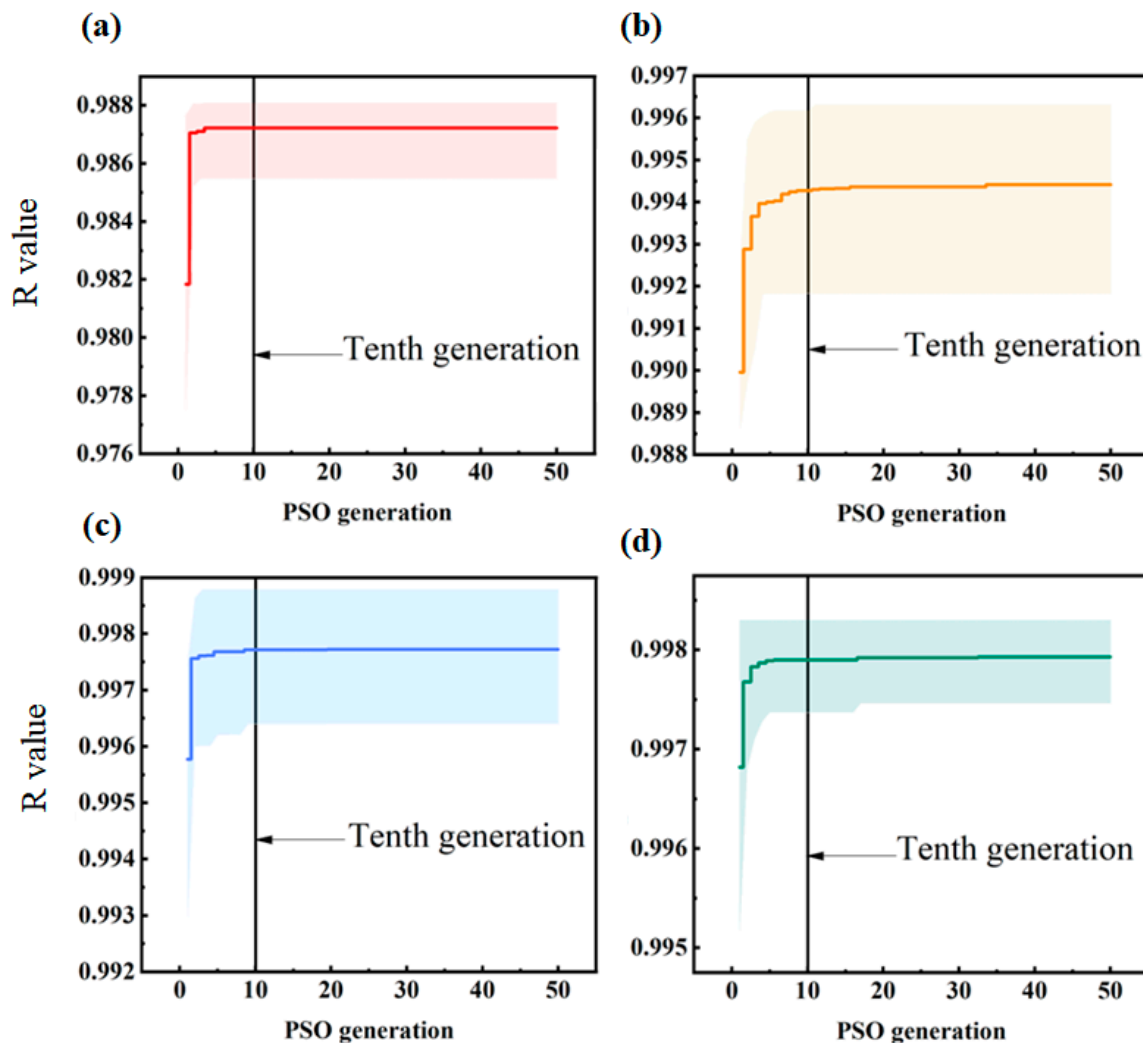 (a)
0.988
0.986
0.984
0.982
0.980
0.978
0.976
R value
Tenth generation
0 10 20 30 40 50
PSO generation
(b)
0.997
0.996
0.995
0.994
0.993
0.992
0.991
0.990
0.989
0.988
Tenth generation
0 10 20 30 40 50
PSO generation
(c)
0.999
0.998
0.997
0.996
0.995
0.994
0.993
0.992
R value
Tenth generation
0 10 20 30 40 50
PSO generation
(d)
0.998
0.997
0.996
0.995
Tenth generation
0 10 20 30 40 50
PSO generation